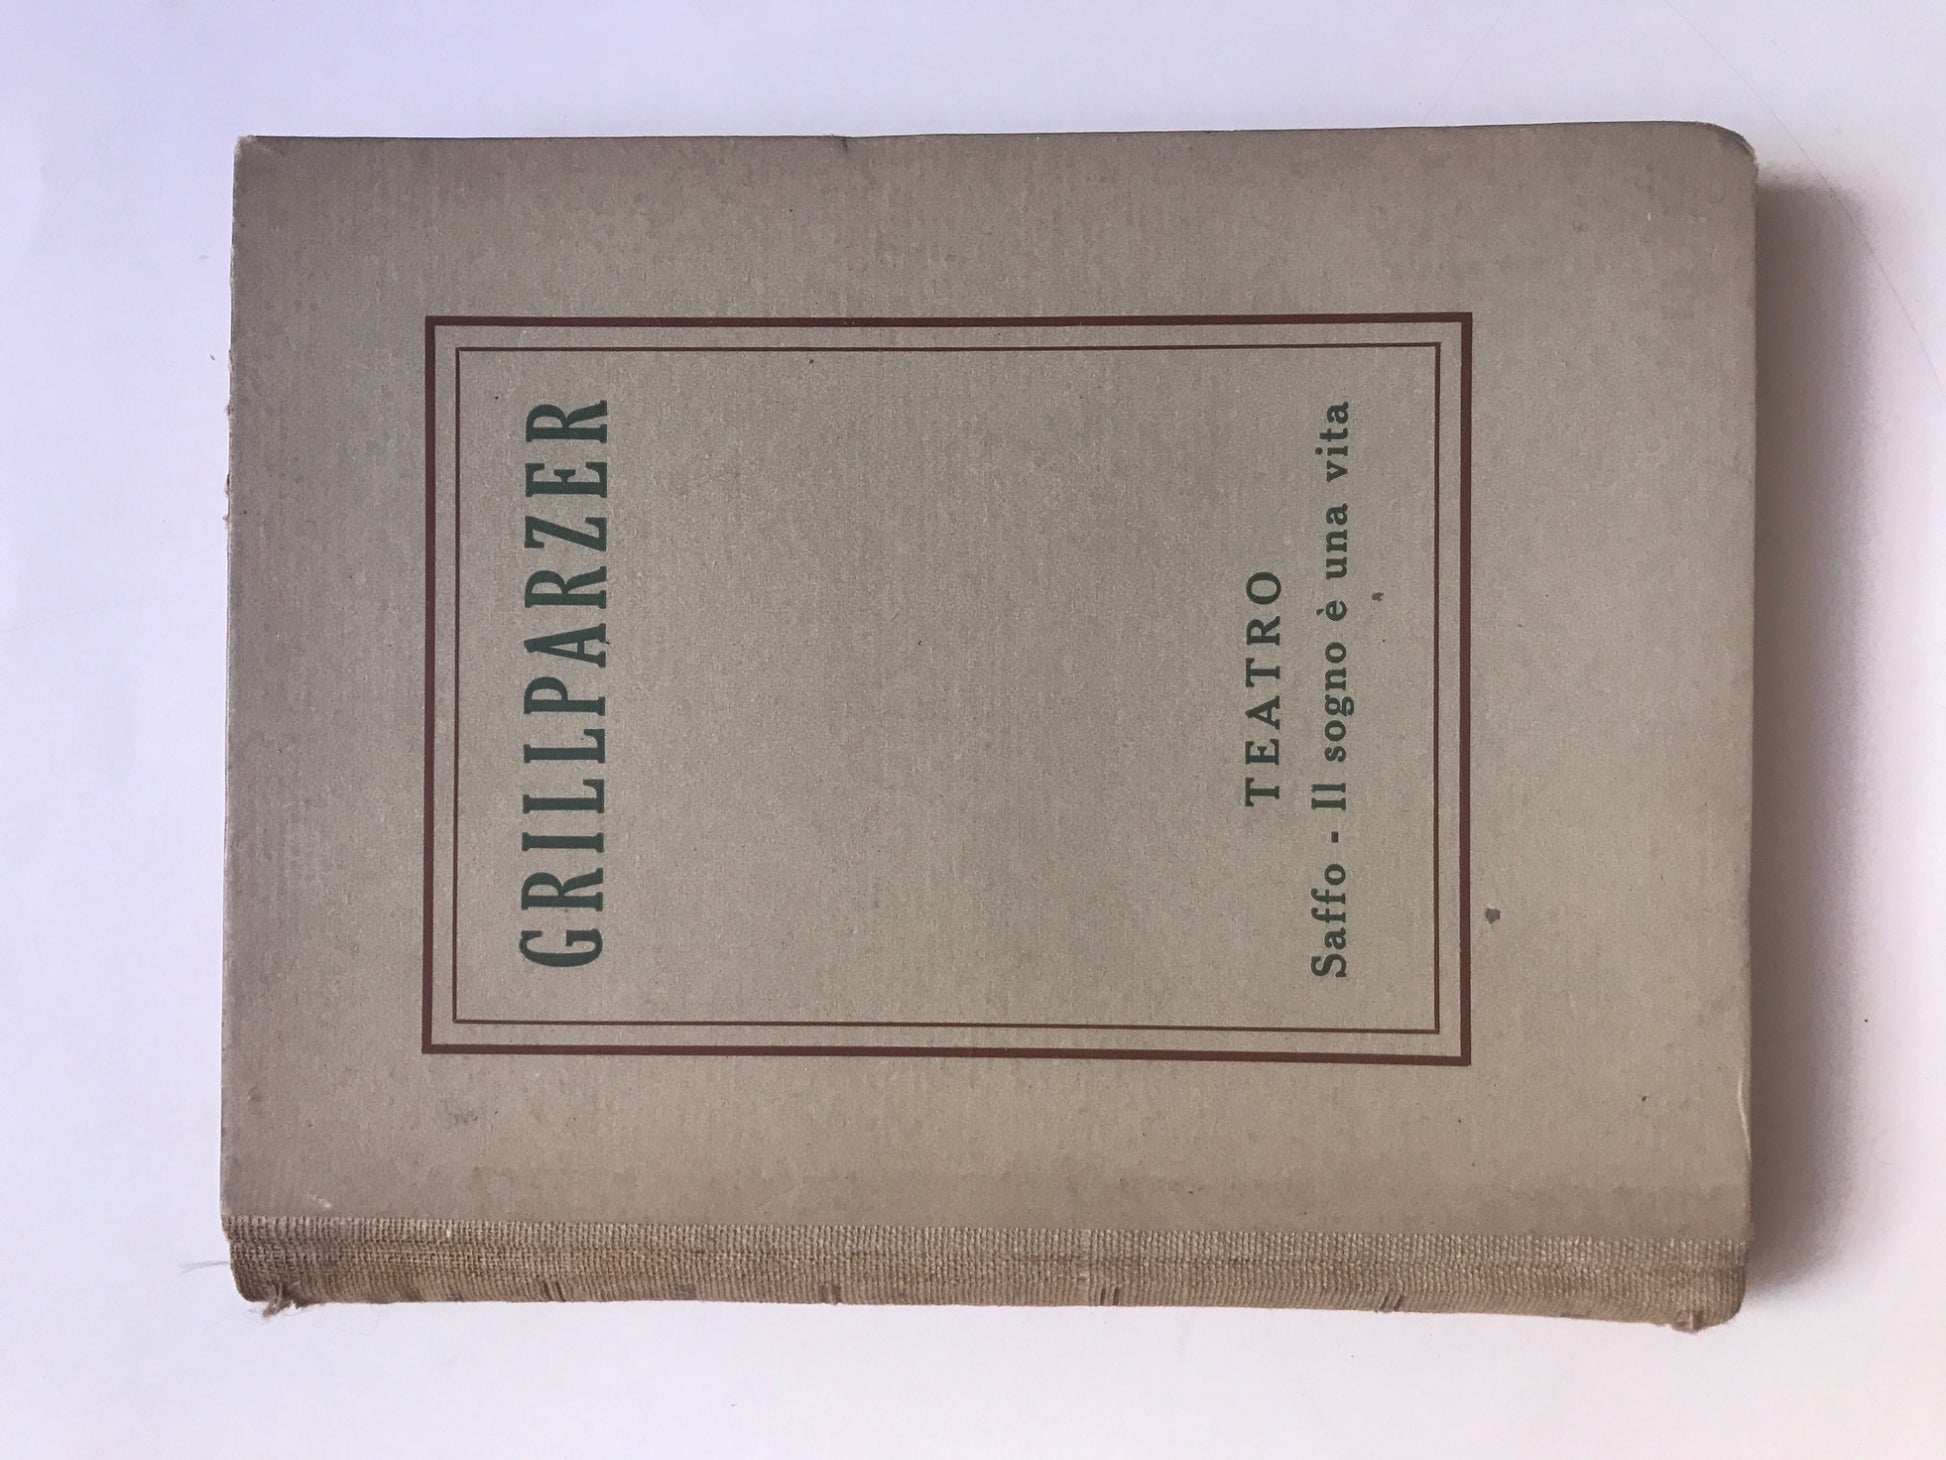 GRILLPARZER
TEATRO
Saffo - Il sogno è una vita